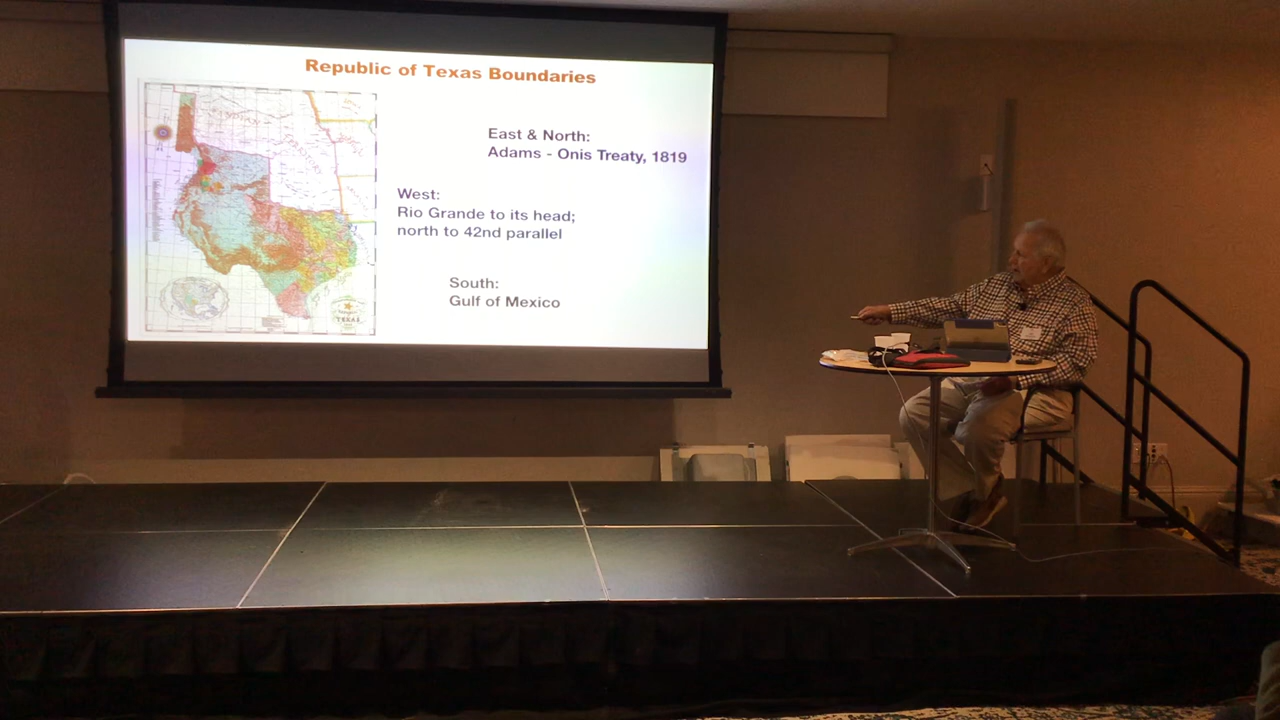 Republic of Texas Boundaries
East & North:
Adams - Onis Treaty, 1819
West:
Rio Grande to its head;
north to 42nd parallel
South:
Gulf of Mexico
TEXAS